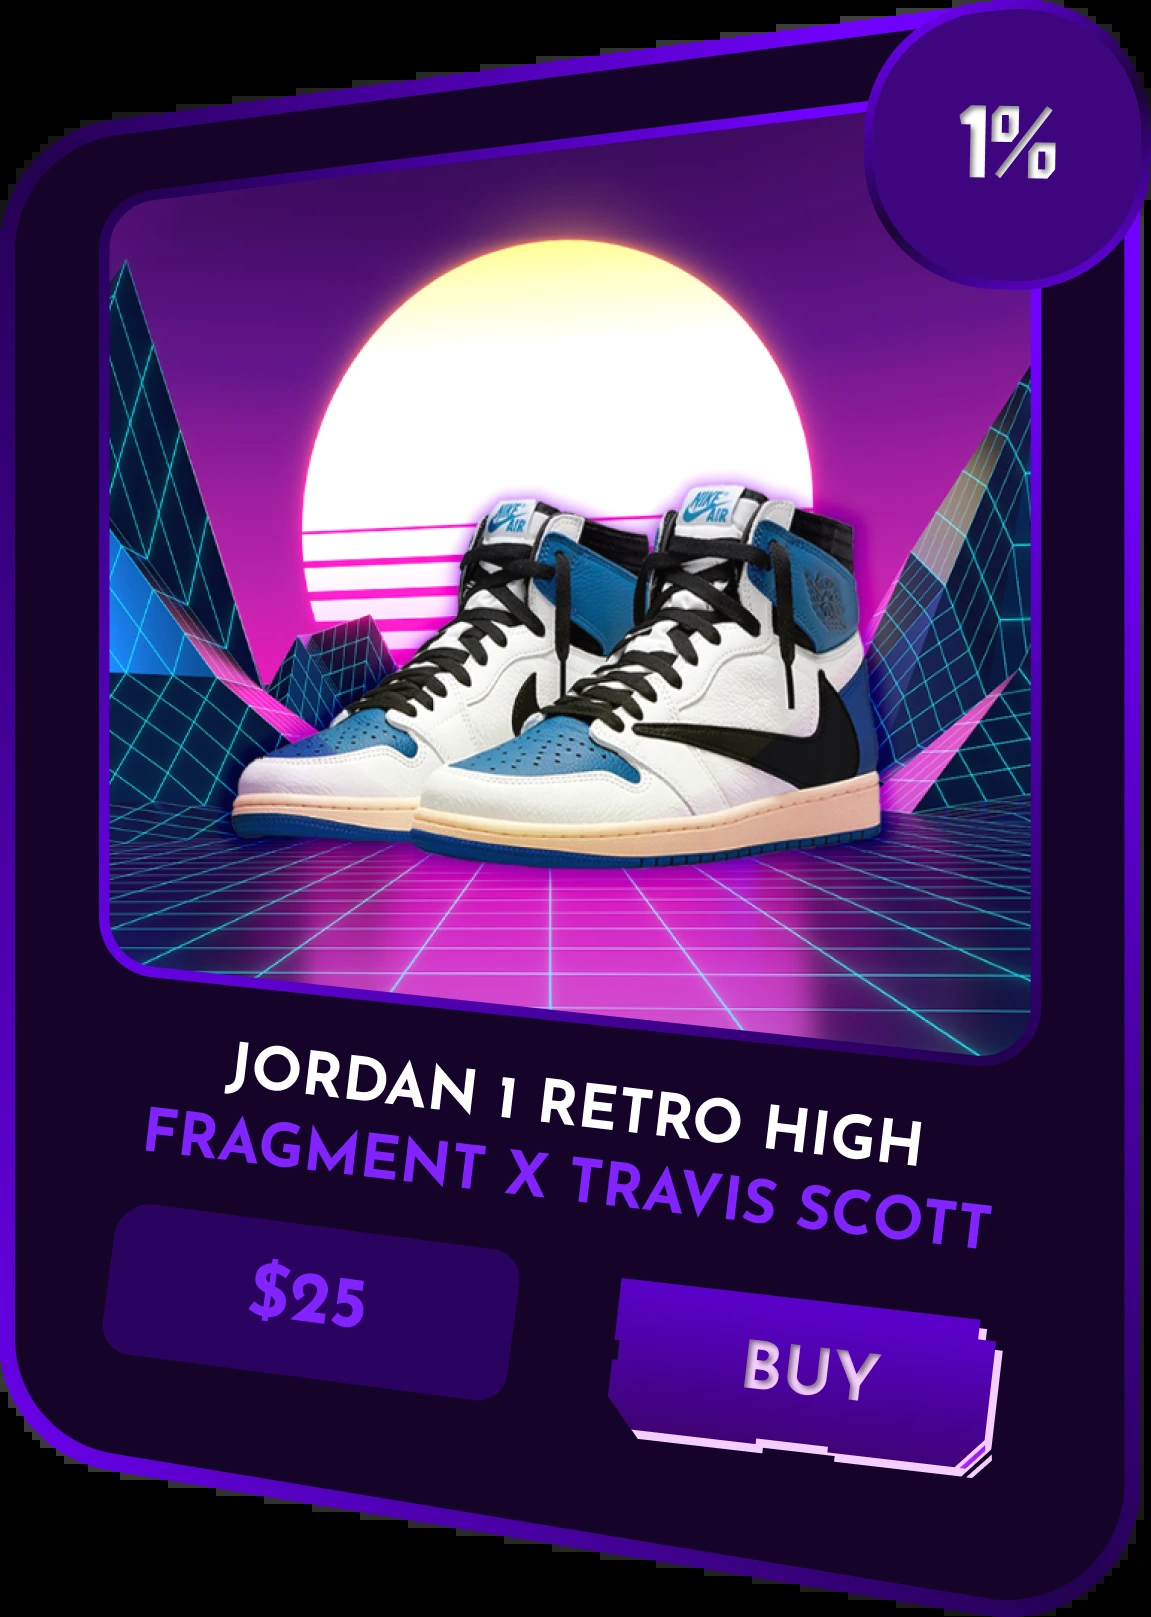 1%
NIKE
AIR
NIKE
AIR
JORDAN 1 RETRO HIGH
FRAGMENT X TRAVIS SCOTT
$25
BUY